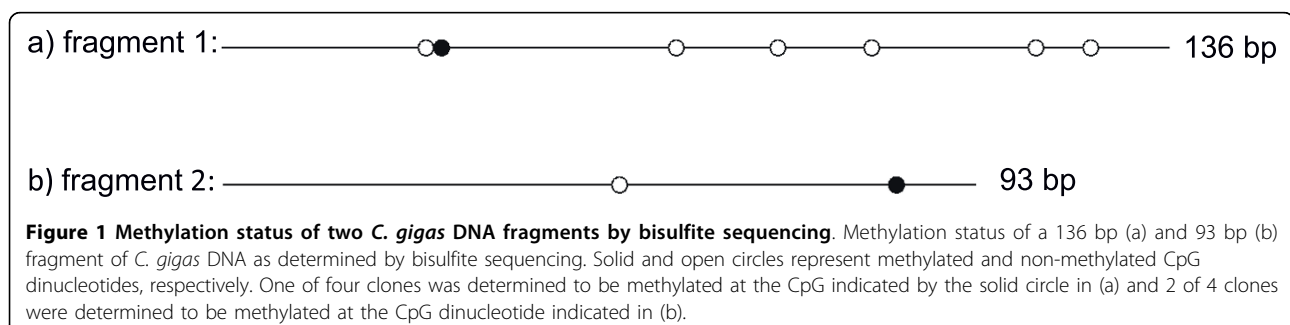 a) fragment 1: 136 bp
b) fragment 2: 93 bp
Figure 1 Methylation status of two C. gigas DNA fragments by bisulfite sequencing. Methylation status of a 136 bp (a) and 93 bp (b)
fragment of C. gigas DNA as determined by bisulfite sequencing. Solid and open circles represent methylated and non-methylated CpG
dinucleotides, respectively. One of four clones was determined to be methylated at the CpG indicated by the solid circle in (a) and 2 of 4 clones
were determined to be methylated at the CpG dinucleotide indicated in (b).